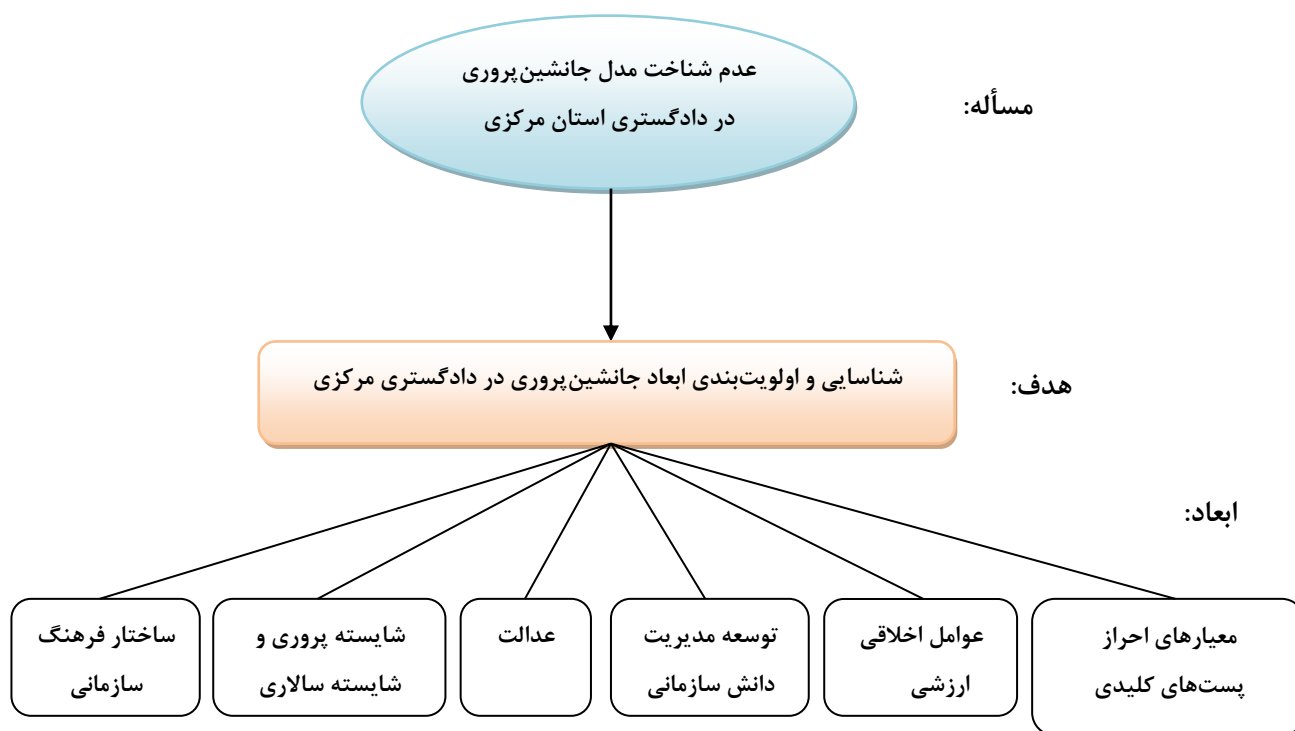 مسأله:
عدم شناخت مدل جانشین‌پروری
در دادگستری استان مرکزی
هدف:
شناسایی و اولویت‌بندی ابعاد جانشین‌پروری در دادگستری مرکزی
ابعاد:
معیارهای احراز
پست‌های کلیدی
عوامل اخلاقی
ارزشی
توسعه مدیریت
دانش سازمانی
عدالت
شایسته پروری و
شایسته سالاری
ساختار فرهنگ
سازمانی